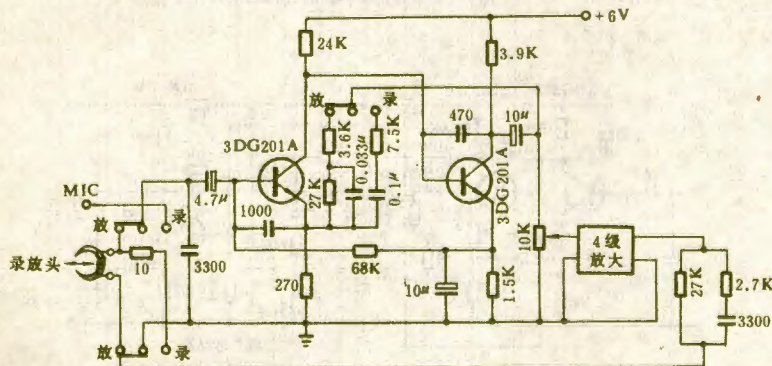 +6V
24K
3.9K
放
录
470
10μ
3DG201A
3.6K
7.5K
0.033μ
27K
0.1μ
3DG201A
MIC
4.7μ
放
录
1000
68K
10K
4级
放大
录放头
10
3300
270
10μ
1.5K
27K
2.7K
3300
放
录